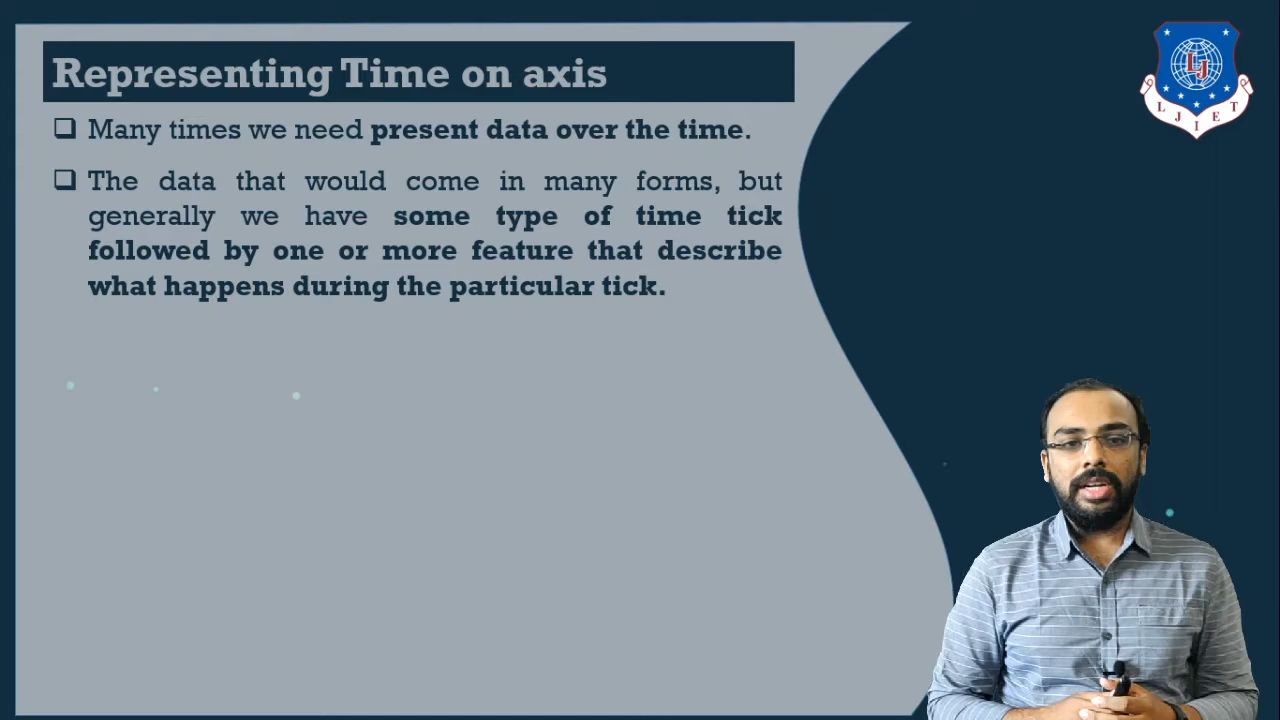 Representing Time on axis
❑ Many times we need present data over the time.
❑ The data that would come in many forms, but
generally we have some type of time tick
followed by one or more feature that describe
what happens during the particular tick.
LJ
L J I E T